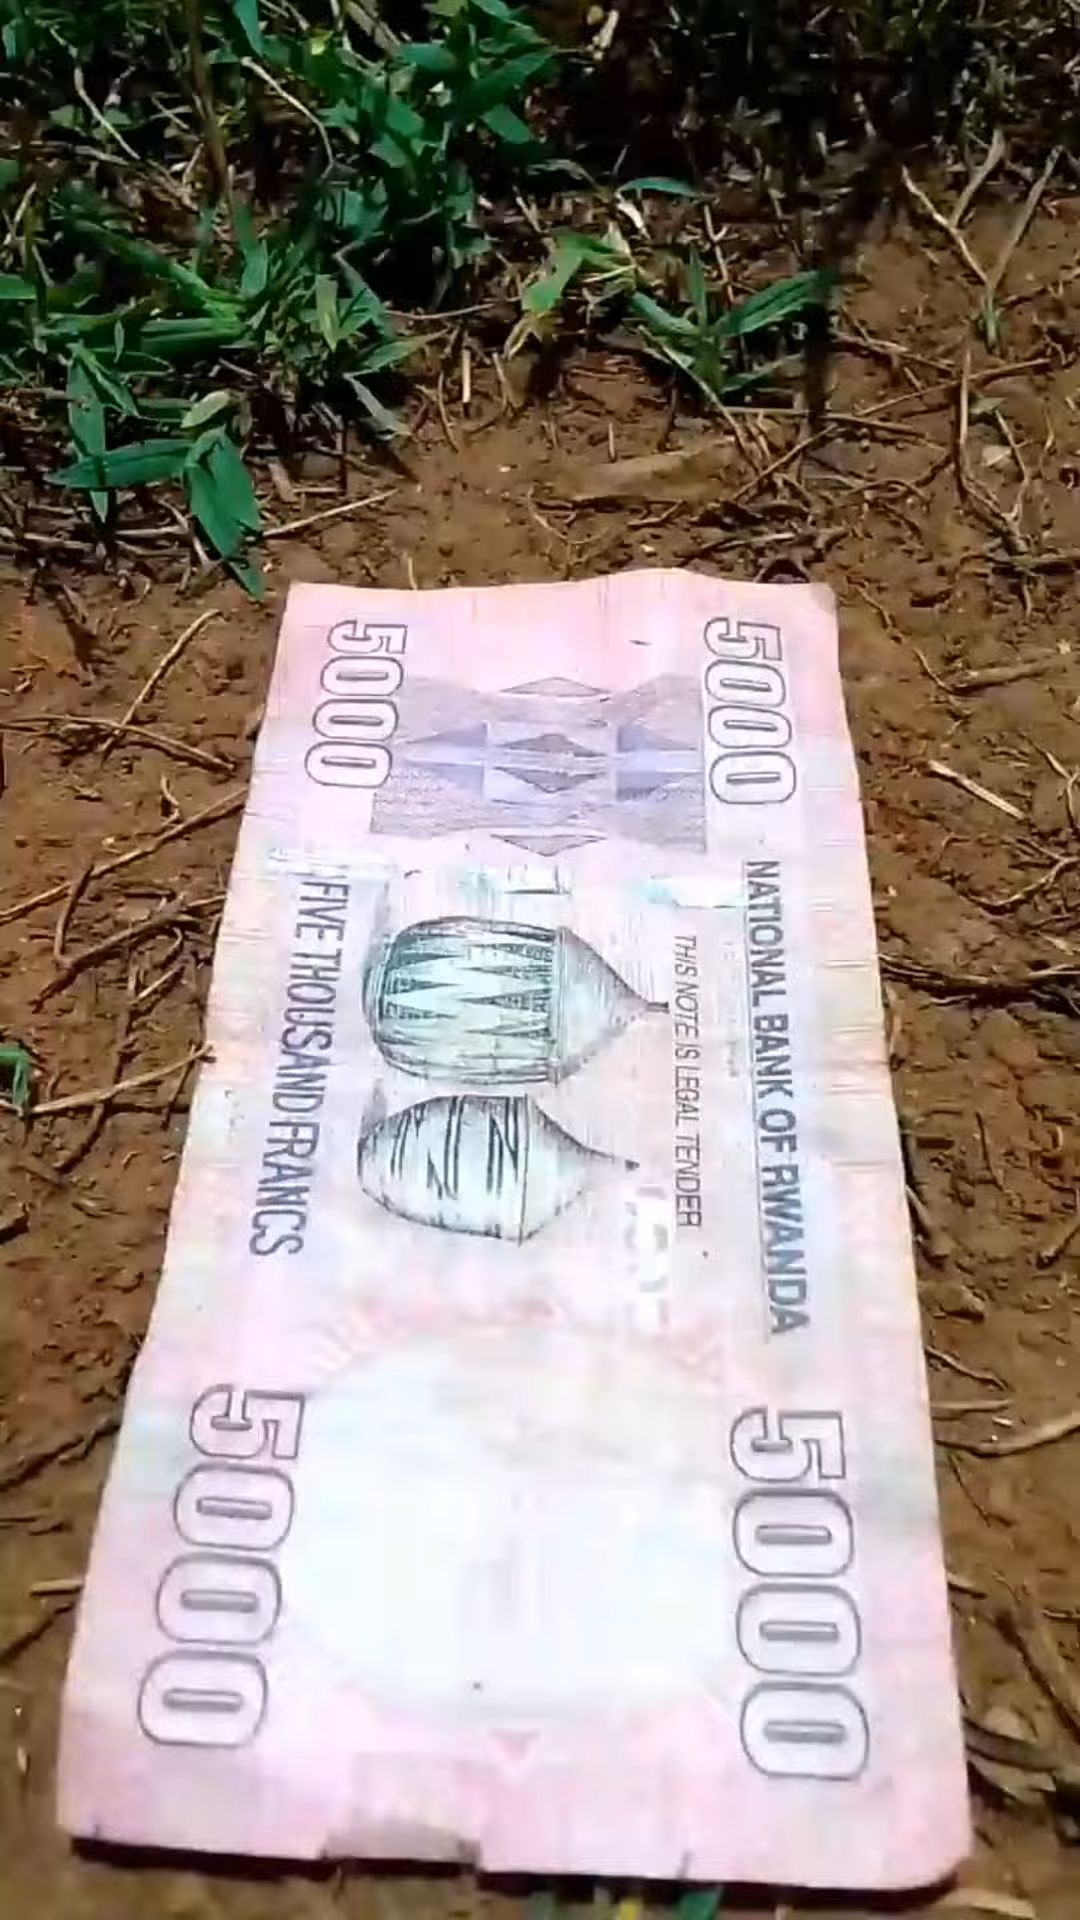 5000
NATIONAL BANK OF RWANDA
5000
THIS NOTE IS LEGAL TENDER
5000
FIVE THOUSAND FRANCS
5000